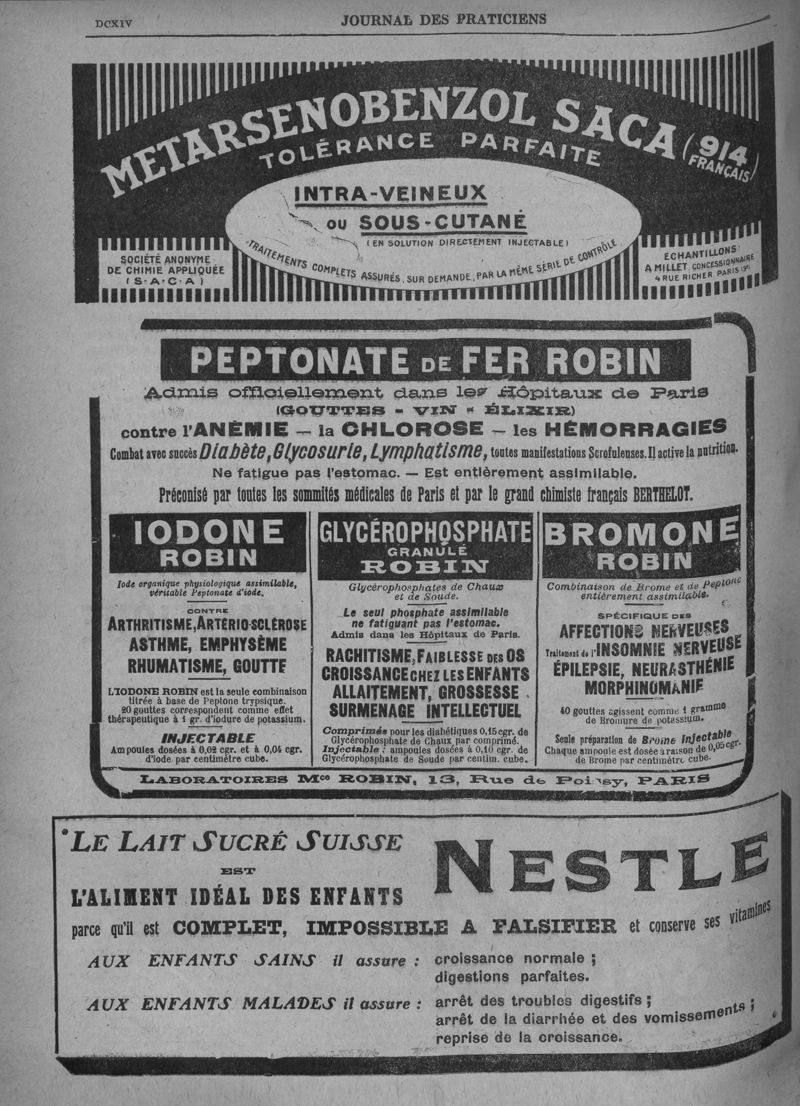 DCXIV
JOURNAL DES PRATICIENS
METARSENOBENZOL SACA (914 FRANÇAIS)
TOLÉRANCE PARFAITE
INTRA-VEINEUX
OU SOUS-CUTANÉ
(EN SOLUTION DIRECTEMENT INJECTABLE)
TRAITEMENTS COMPLETS ASSURÉS, SUR DEMANDE, PAR LA MÊME SÉRIE DE CONTRÔLE
SOCIÉTÉ ANONYME
DE CHIMIE APPLIQUÉE
(S.A.C.A)
ECHANTILLONS:
A MILLET, CONCESSIONNAIRE
4 RUE RICHER PARIS
PEPTONATE DE FER ROBIN
Admis officiellement dans les Hôpitaux de Paris
(GOUTTES - VIN - ÉLIXIR)
contre l'ANÉMIE — la CHLOROSE — les HÉMORRAGIES
Combat avec succès Diabète, Glycosurie, Lymphatisme, toutes manifestations Scrofuleuses. Il active la nutrition.
Ne fatigue pas l'estomac. — Est entièrement assimilable.
Préconisé par toutes les sommités médicales de Paris et par le grand chimiste français BERTHELOT.
IODONE
ROBIN
Iode organique physiologique assimilable,
véritable Peptonate d'iode.
CONTRE
ARTHRITISME, ARTÉRIO-SCLÉROSE
ASTHME, EMPHYSÈME
RHUMATISME, GOUTTE
L'IODONE ROBIN est la seule combinaison
titrée à base de Peptone trypsique.
20 gouttes correspondent comme effet
thérapeutique à 1 gr. d'iodure de potassium.
INJECTABLE
Ampoules dosées à 0,02 cgr. et à 0,04 cgr.
d'iode par centimètre cube.
GLYCÉROPHOSPHATE
GRANULÉ
ROBIN
Glycérophosphates de Chaux
et de Soude.
Le seul phosphate assimilable
ne fatiguant pas l'estomac.
Admis dans les Hôpitaux de Paris.
RACHITISME, FAIBLESSE DES OS
CROISSANCE CHEZ LES ENFANTS
ALLAITEMENT, GROSSESSE
SURMENAGE INTELLECTUEL
Comprimés pour les diabétiques 0,15 cgr. de
Glycérophosphate de Chaux par comprimé.
Injectable: ampoules dosées à 0,10 cgr. de
Glycérophosphate de Soude par centim. cube.
BROMONE
ROBIN
Combinaison de Brome et de Peptone
entièrement assimilable.
SPÉCIFIQUE DES
AFFECTIONS NERVEUSES
Traitement de l'INSOMNIE NERVEUSE
ÉPILEPSIE, NEURASTHÉNIE
MORPHINOMANIE
40 gouttes agissent comme 1 gramme
de Bromure de potassium.
Seule préparation de Brome injectable
Chaque ampoule est dosée à raison de 0,05 cgr.
de Brome par centimètre cube.
LABORATOIRES Mce ROBIN, 13, Rue de Poissy, PARIS
LE LAIT SUCRÉ SUISSE
NESTLÉ
EST
L'ALIMENT IDÉAL DES ENFANTS
parce qu'il est COMPLET, IMPOSSIBLE A FALSIFIER et conserve ses vitamines
AUX ENFANTS SAINS il assure : croissance normale ;
digestions parfaites.
AUX ENFANTS MALADES il assure : arrêt des troubles digestifs ;
arrêt de la diarrhée et des vomissements ;
reprise de la croissance.